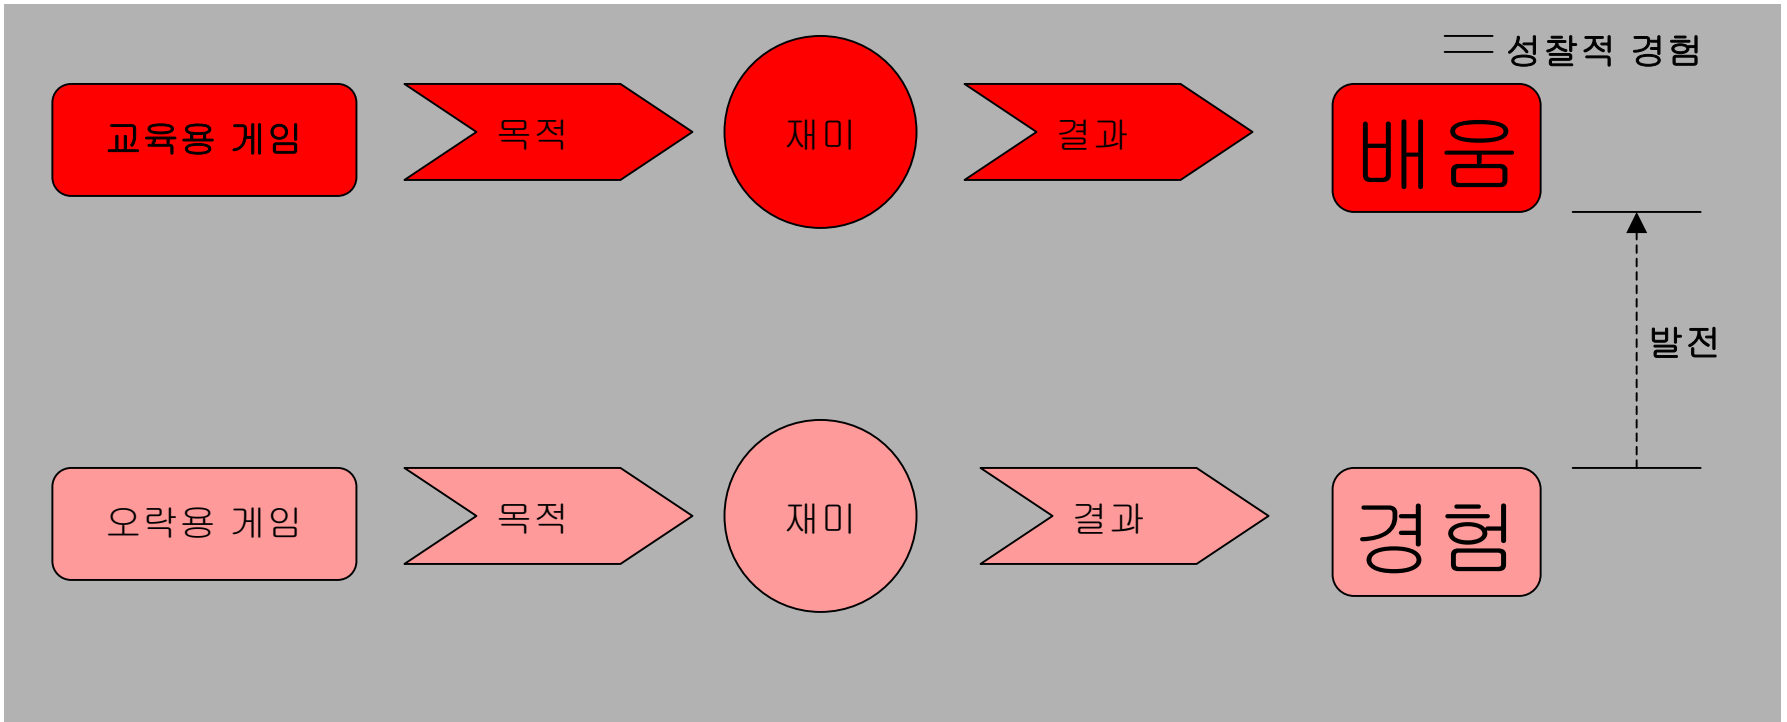 성찰적 경험
교육용 게임
목적
재미
결과
배움
발전
오락용 게임
목적
재미
결과
경험